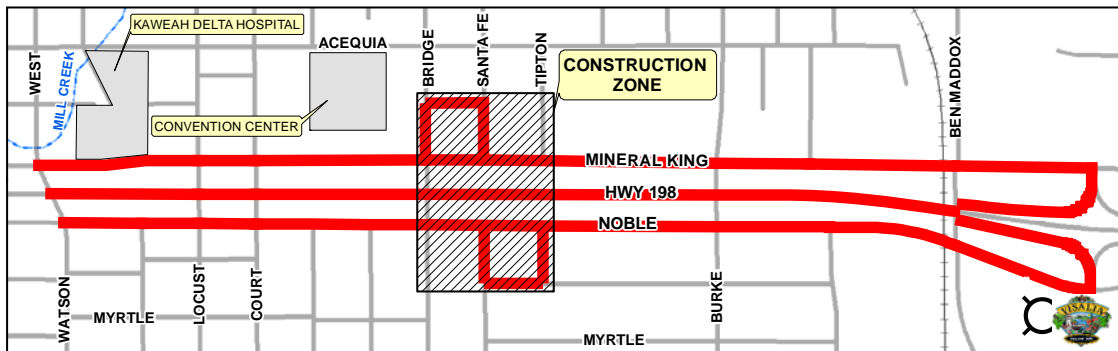 KAWEAH DELTA HOSPITAL
WEST
MILL CREEK
ACEQUIA
CONVENTION CENTER
BRIDGE
SANTA FE
TIPTON
CONSTRUCTION
ZONE
BEN MADDOX
MINERAL KING
HWY 198
NOBLE
WATSON
MYRTLE
LOCUST
COURT
BURKE
MYRTLE
VISALIA